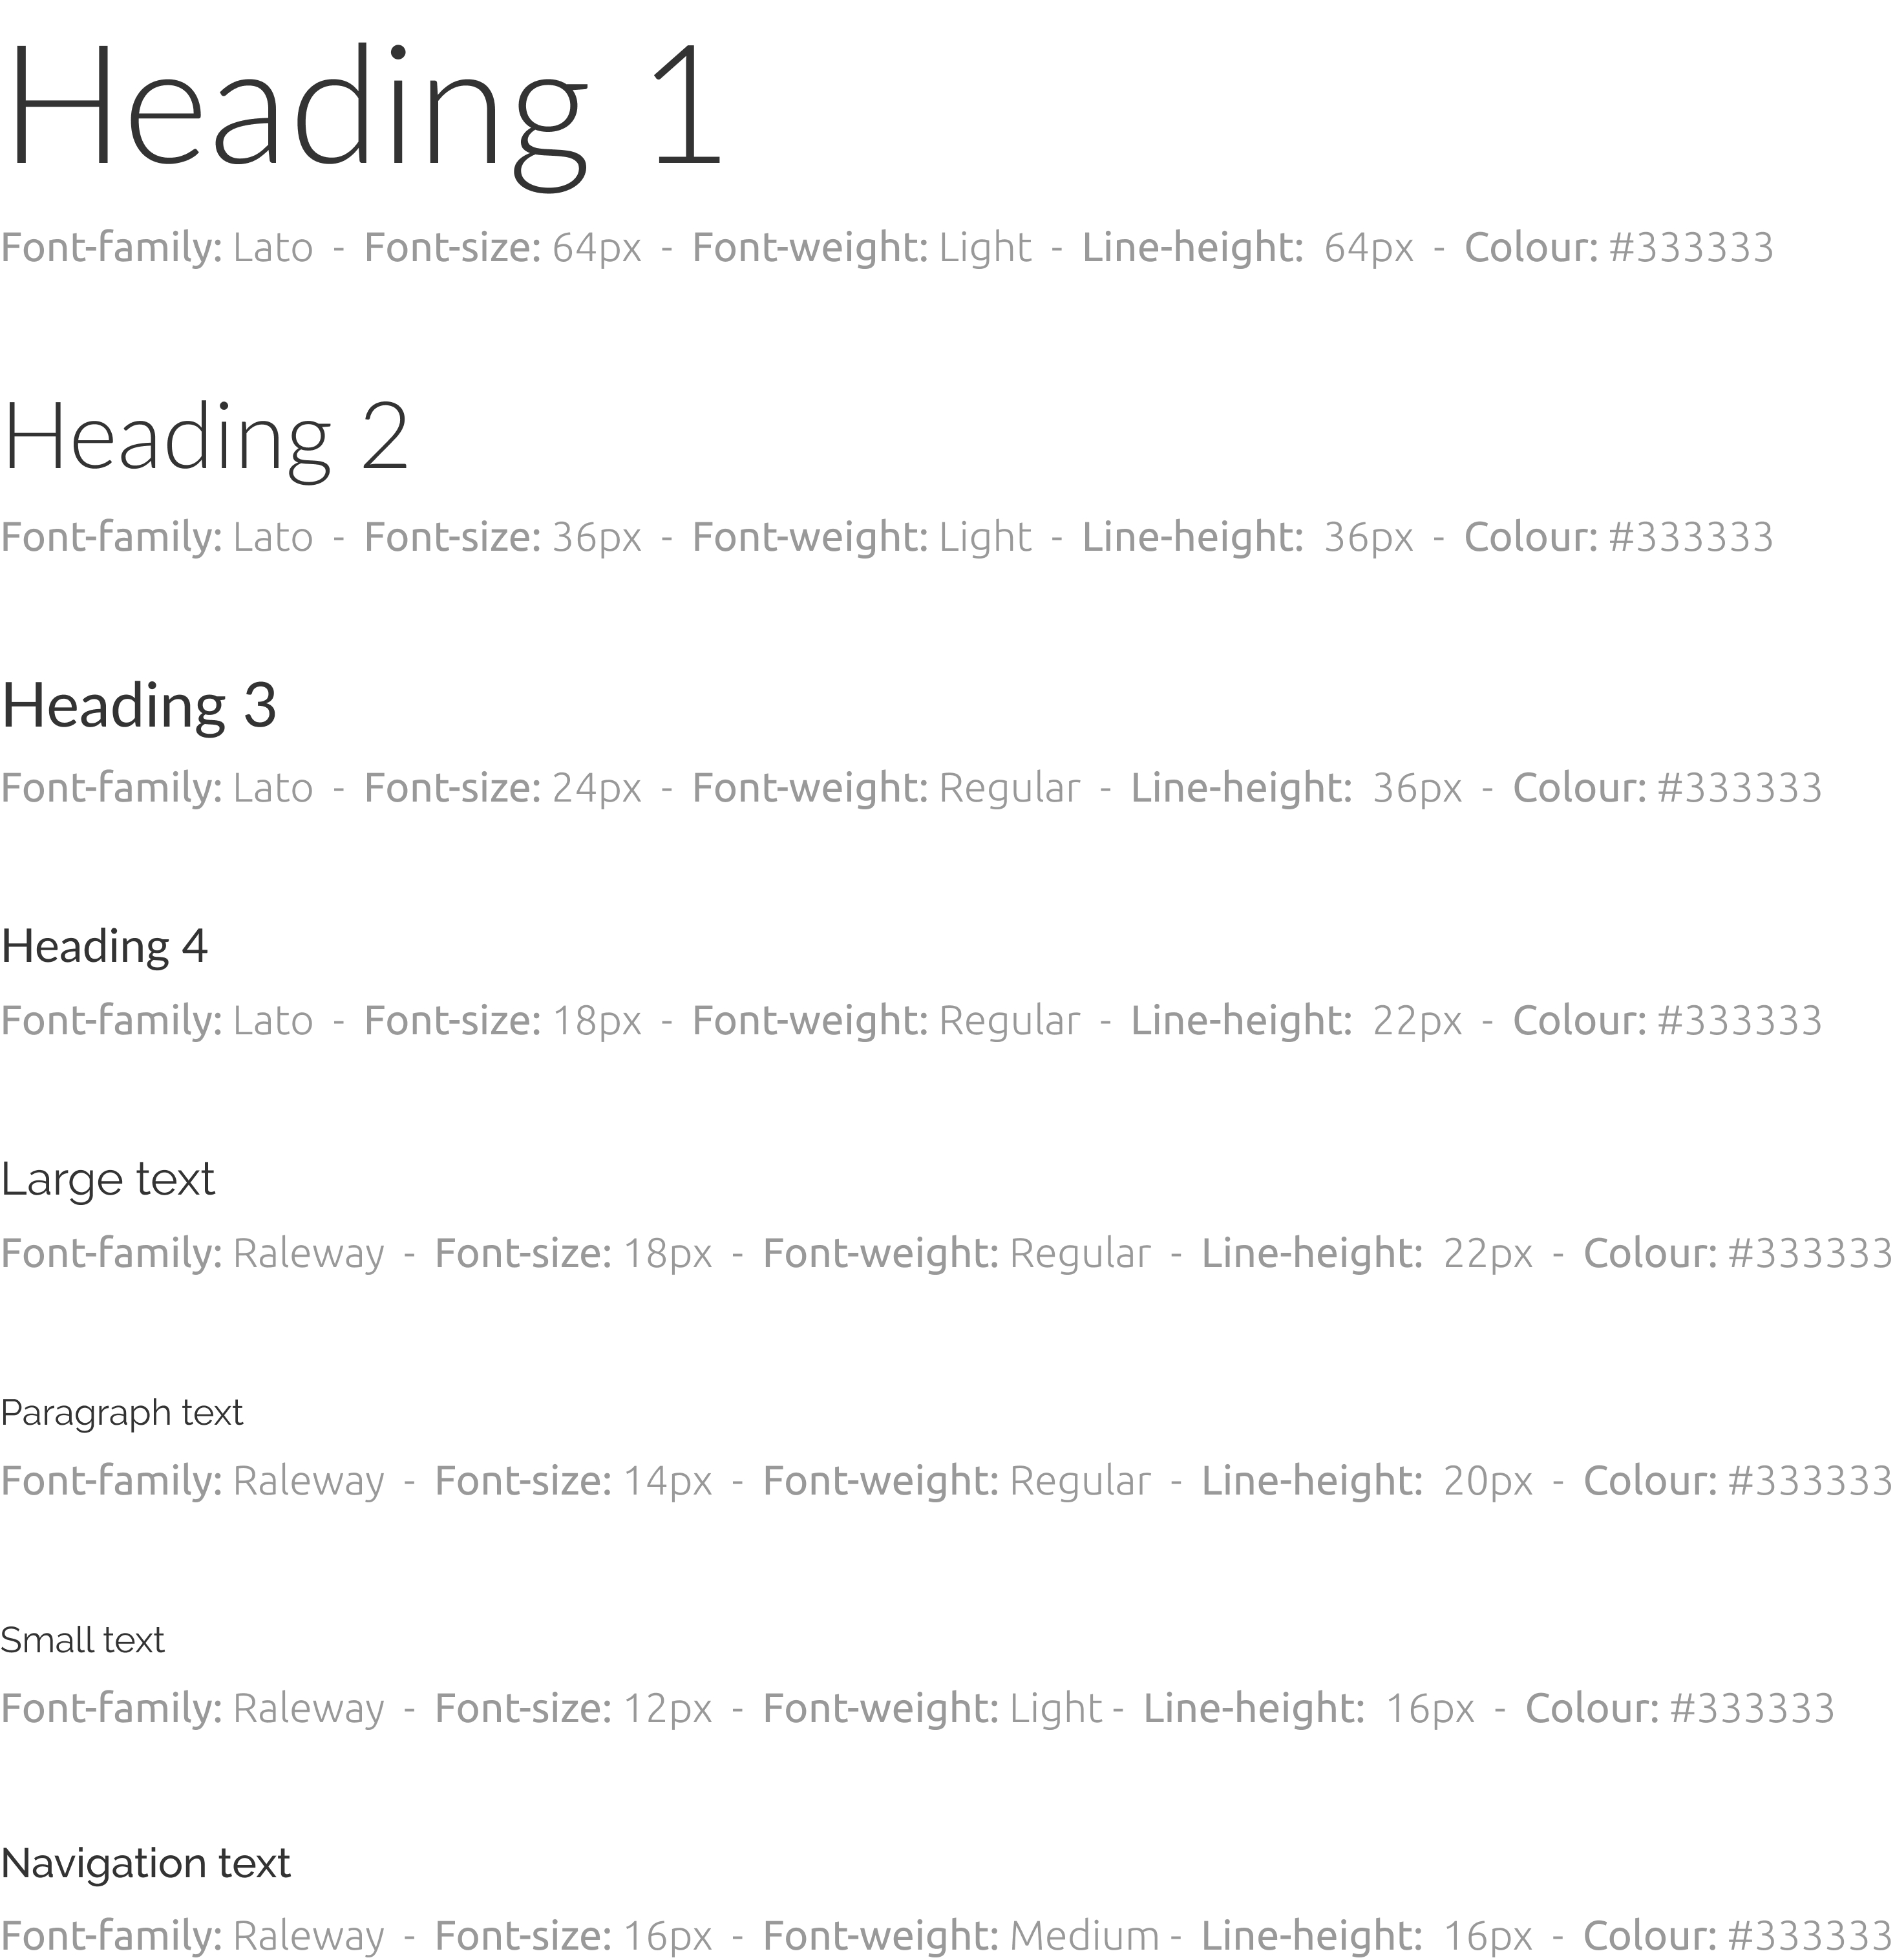 Heading 1
Font-family: Lato - Font-size: 64px - Font-weight: Light - Line-height: 64px - Colour: #333333
Heading 2
Font-family: Lato - Font-size: 36px - Font-weight: Light - Line-height: 36px - Colour: #333333
Heading 3
Font-family: Lato - Font-size: 24px - Font-weight: Regular - Line-height: 36px - Colour: #333333
Heading 4
Font-family: Lato - Font-size: 18px - Font-weight: Regular - Line-height: 22px - Colour: #333333
Large text
Font-family: Raleway - Font-size: 18px - Font-weight: Regular - Line-height: 22px - Colour: #333333
Paragraph text
Font-family: Raleway - Font-size: 14px - Font-weight: Regular - Line-height: 20px - Colour: #333333
Small text
Font-family: Raleway - Font-size: 12px - Font-weight: Light - Line-height: 16px - Colour: #333333
Navigation text
Font-family: Raleway - Font-size: 16px - Font-weight: Medium - Line-height: 16px - Colour: #333333